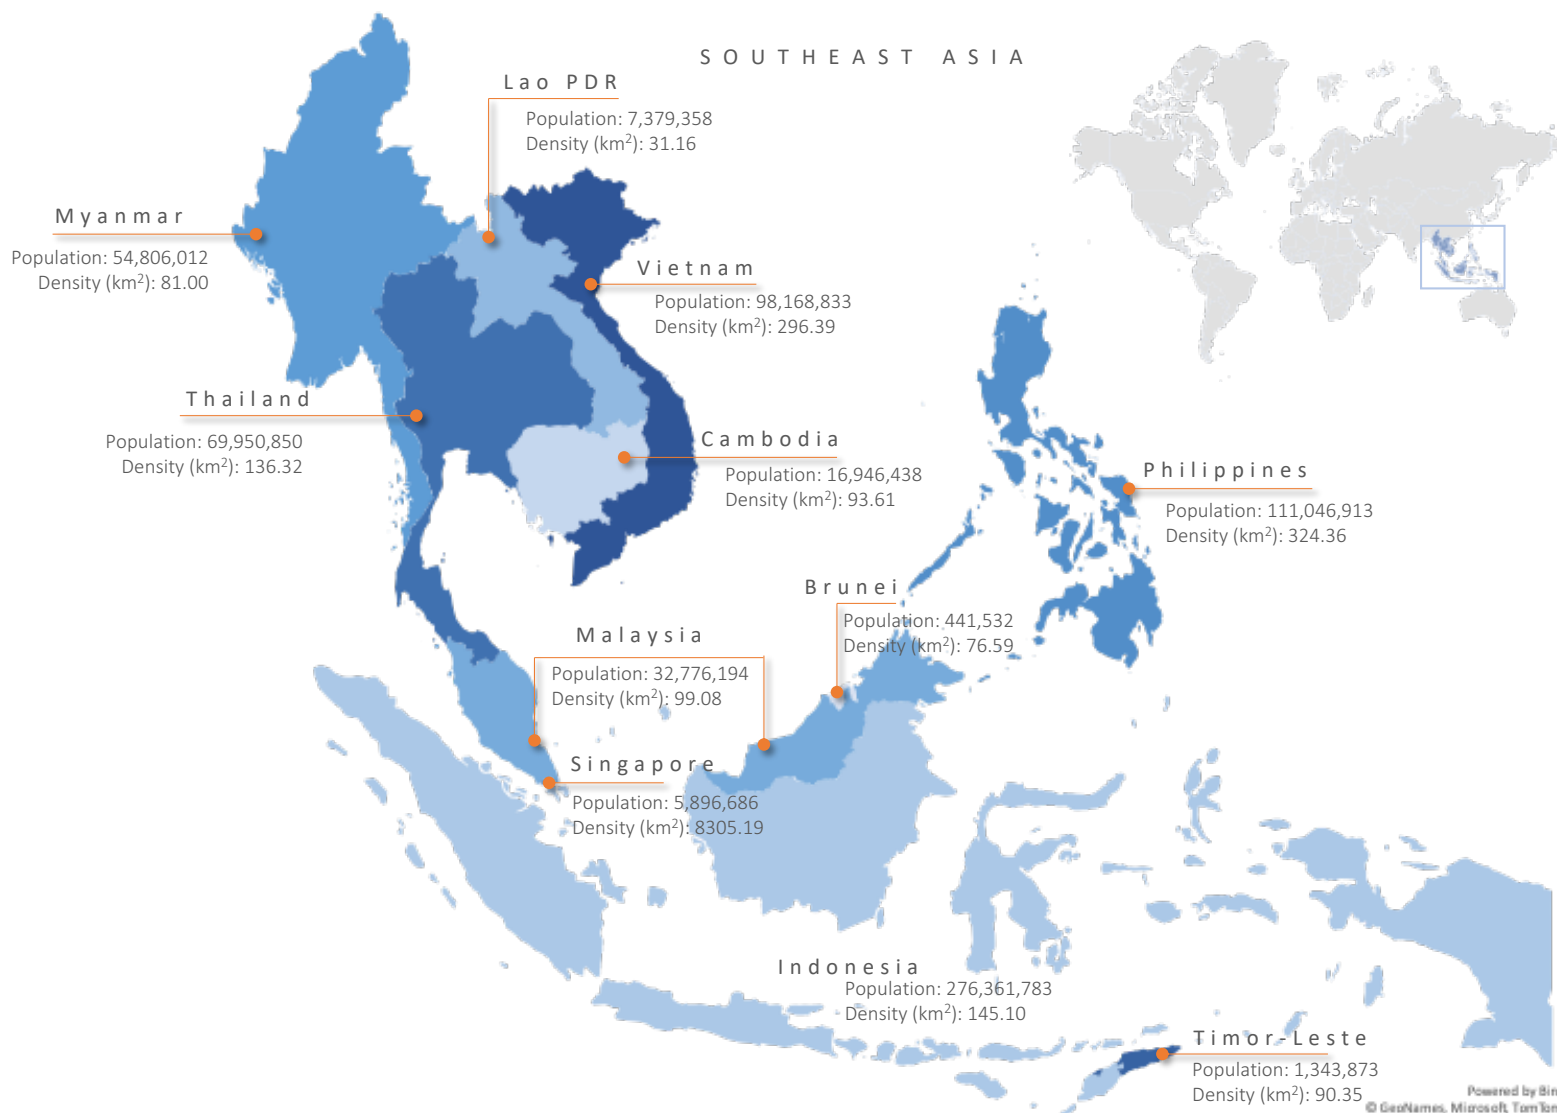 SOUTHEAST ASIA
Lao PDR
Population: 7,379,358
Density (km²): 31.16
Myanmar
Population: 54,806,012
Density (km²): 81.00
Vietnam
Population: 98,168,833
Density (km²): 296.39
Thailand
Population: 69,950,850
Density (km²): 136.32
Cambodia
Population: 16,946,438
Density (km²): 93.61
Philippines
Population: 111,046,913
Density (km²): 324.36
Brunei
Population: 441,532
Density (km²): 76.59
Malaysia
Population: 32,776,194
Density (km²): 99.08
Singapore
Population: 5,896,686
Density (km²): 8305.19
Indonesia
Population: 276,361,783
Density (km²): 145.10
Timor-Leste
Population: 1,343,873
Density (km²): 90.35
Powered by Bin
© GeoNames, Microsoft, TomTom